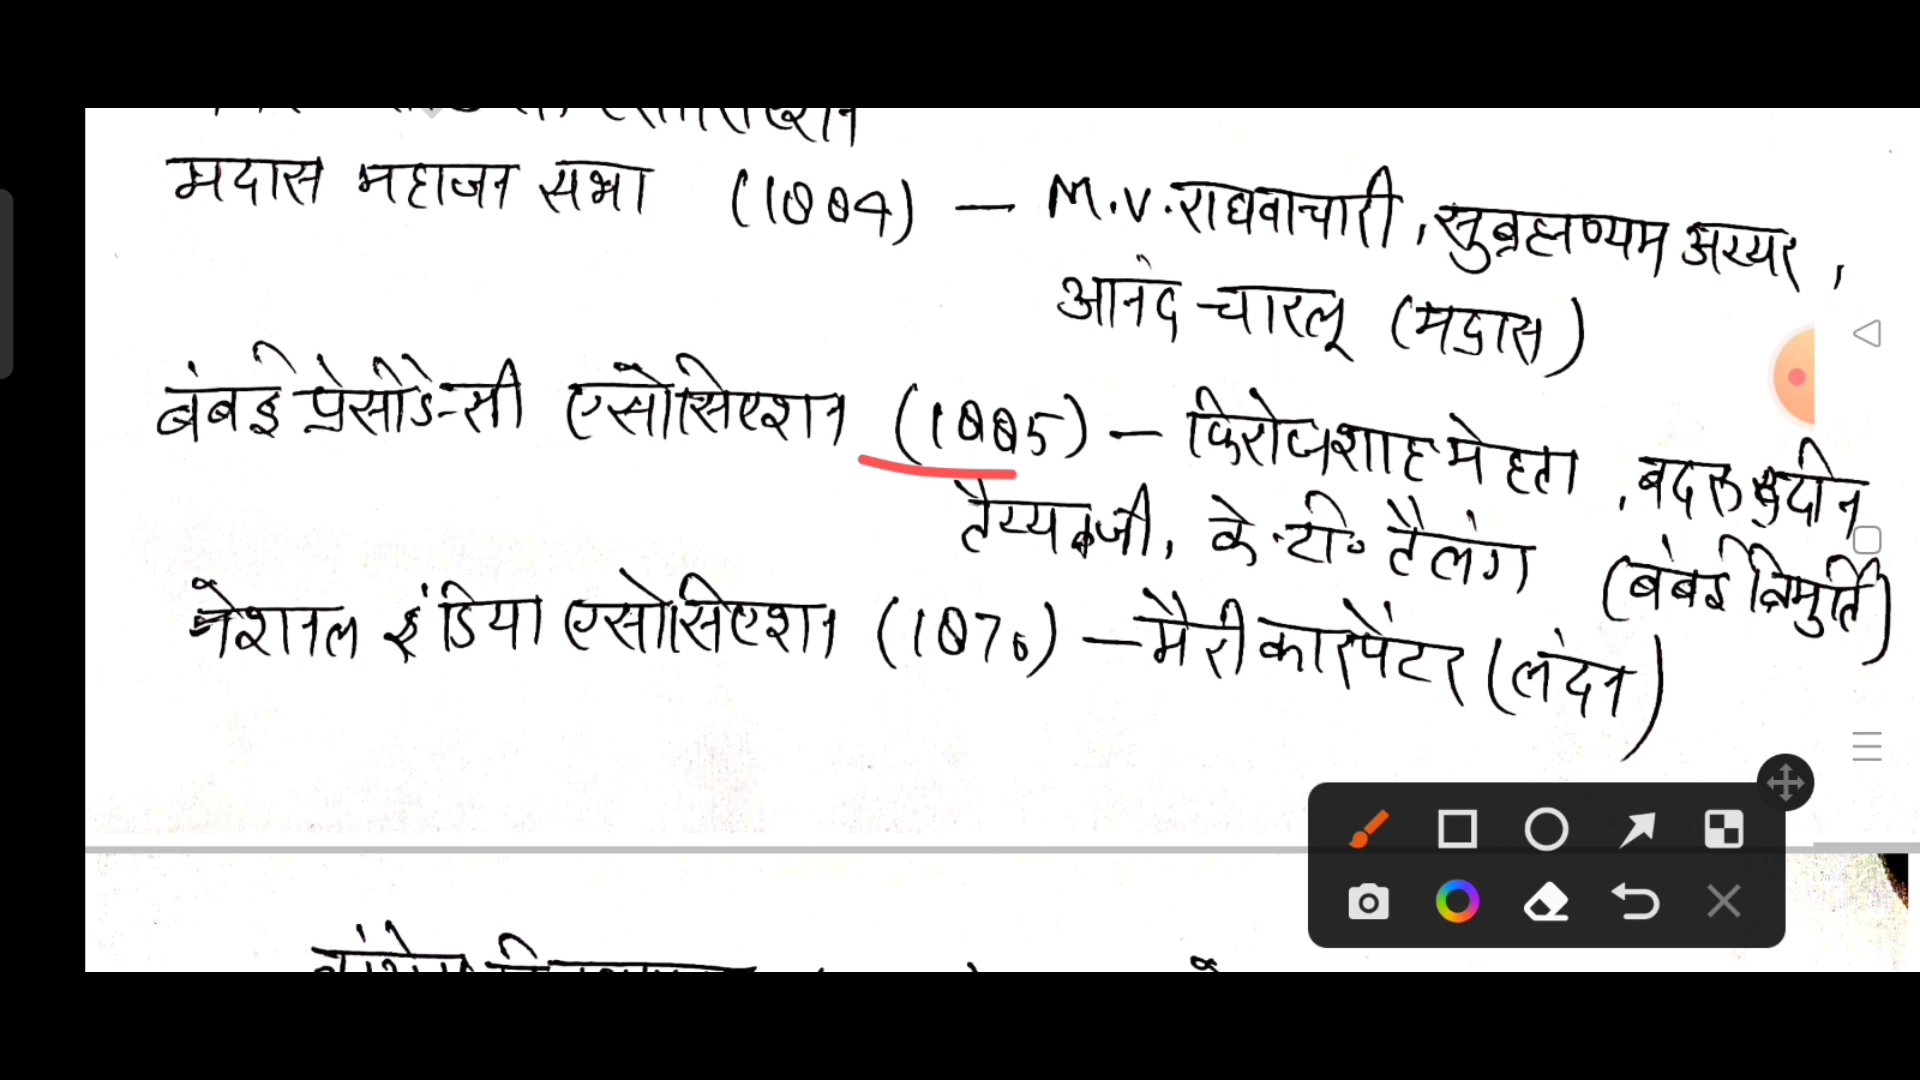 मद्रास महाजन सभा (1884) — M.V. राघवाचारी, सुब्रह्मण्यम अय्यर,
आनंद चारलू (मद्रास)
बंबई प्रेसीडेन्सी एसोसिएशन (1885) — फिरोजशाह मेहता, बदरुद्दीन
तैय्यबजी, के.टी. तैलंग (बंबई त्रिमुर्ति)
नेशनल इंडिया एसोसिएशन (1870) — मैरी कारपेंटर (लंदन)